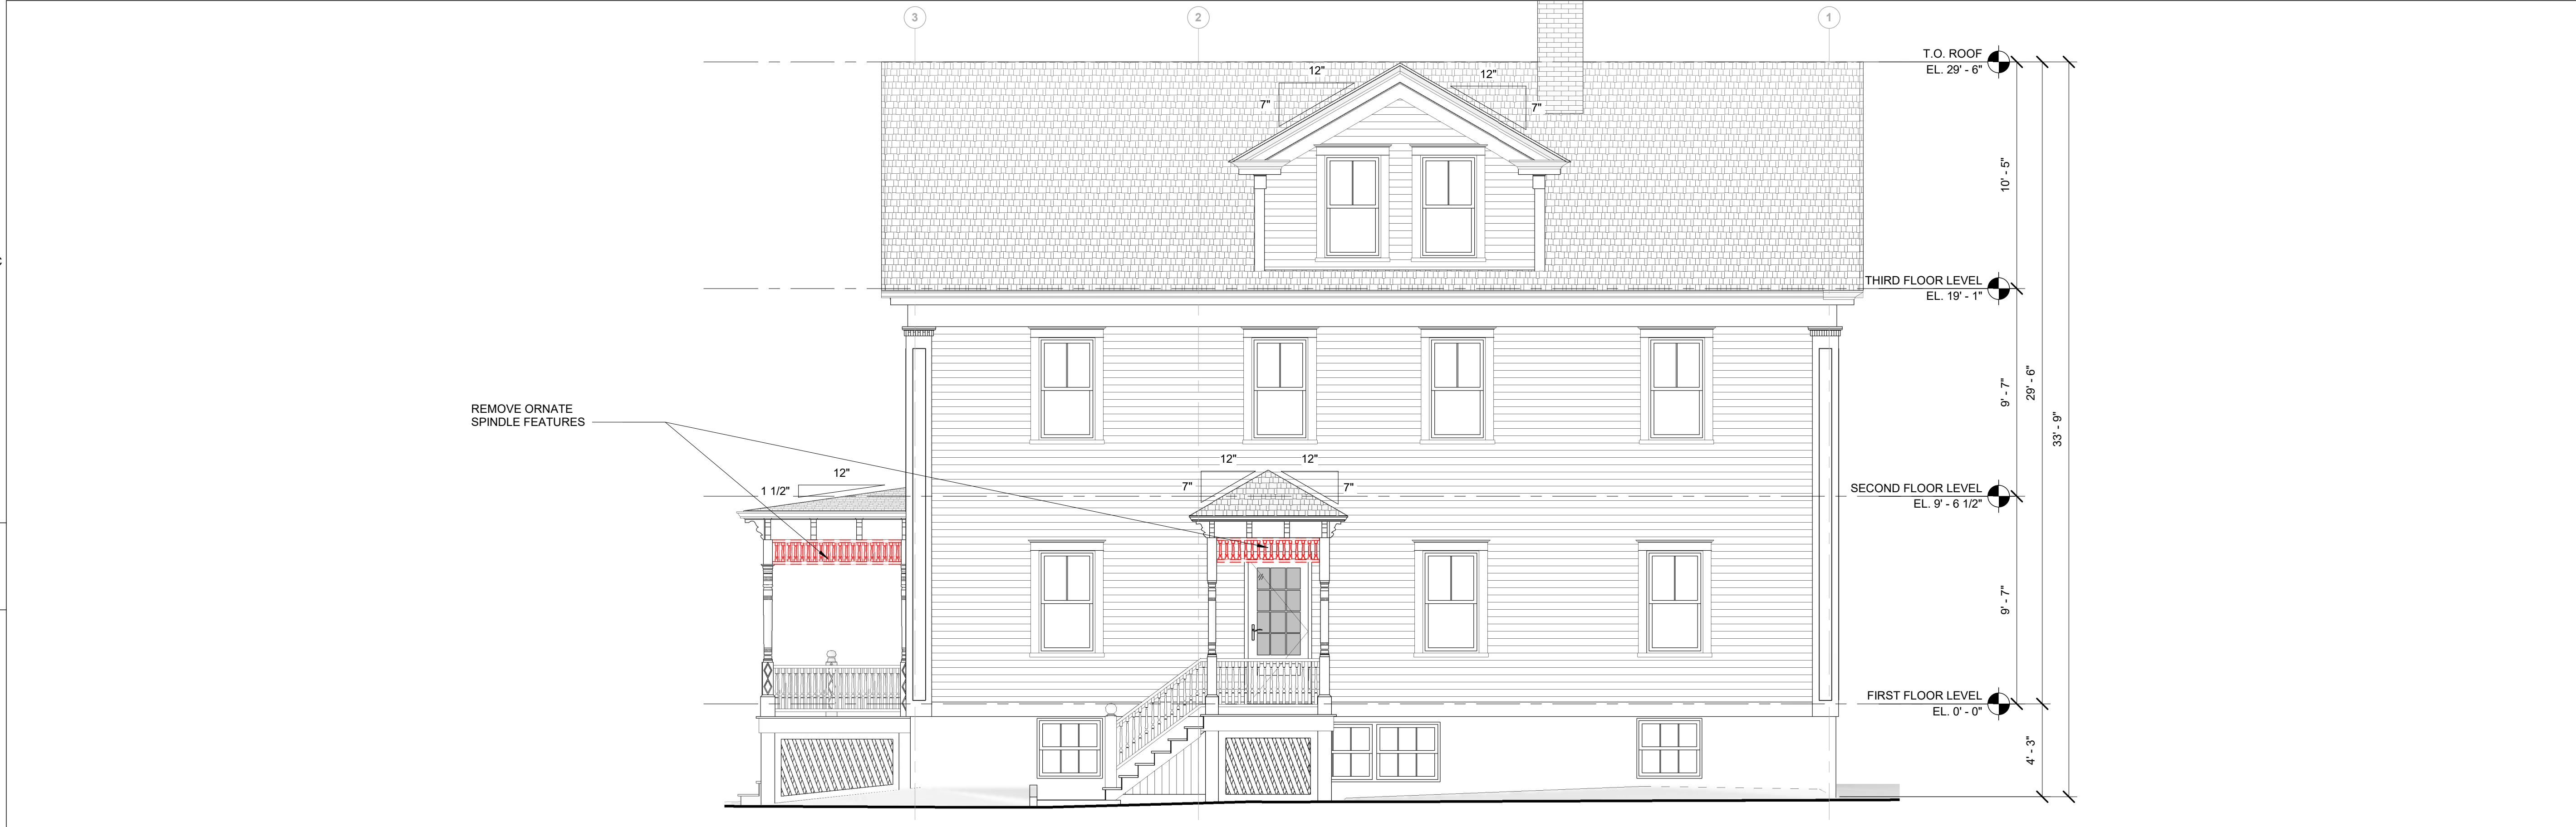 3
2
1
T.O. ROOF
EL. 29' - 6"
12"
12"
7"
7"
10' - 5"
THIRD FLOOR LEVEL
EL. 19' - 1"
9' - 7"
29' - 6"
33' - 9"
REMOVE ORNATE
SPINDLE FEATURES
12"
1 1/2"
12"
12"
7"
7"
SECOND FLOOR LEVEL
EL. 9' - 6 1/2"
9' - 7"
FIRST FLOOR LEVEL
EL. 0' - 0"
4' - 3"